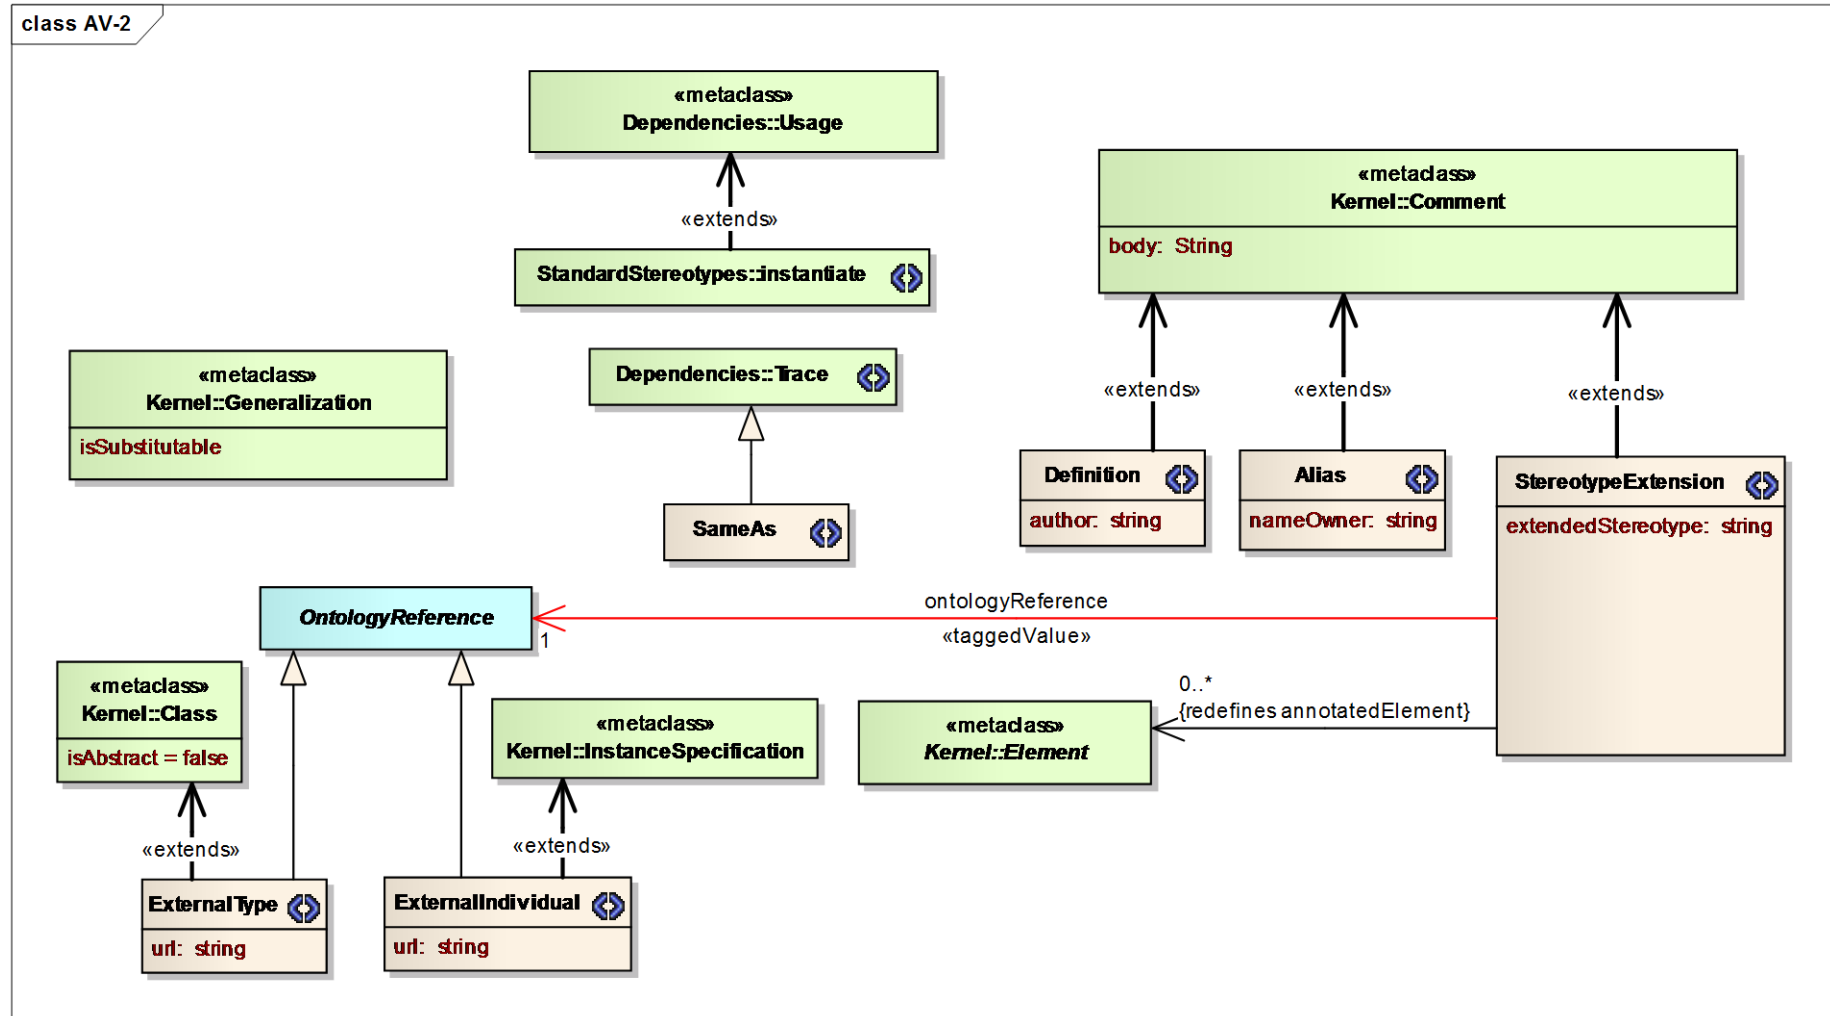 class AV-2
«metaclass»
Dependencies::Usage
«extends»
StandardStereotypes::instantiate
«metaclass»
Kernel::Comment
body: String
«metaclass»
Kernel::Generalization
isSubstitutable
Dependencies::Trace
SameAs
«extends»
«extends»
«extends»
Definition
author: string
Alias
nameOwner: string
StereotypeExtension
extendedStereotype: string
OntologyReference
ontologyReference
1
«taggedValue»
«metaclass»
Kernel::Class
isAbstract = false
«metaclass»
Kernel::InstanceSpecification
«metaclass»
Kernel::Element
0..*
{redefines annotatedElement}
«extends»
«extends»
ExternalType
url: string
ExternalIndividual
url: string